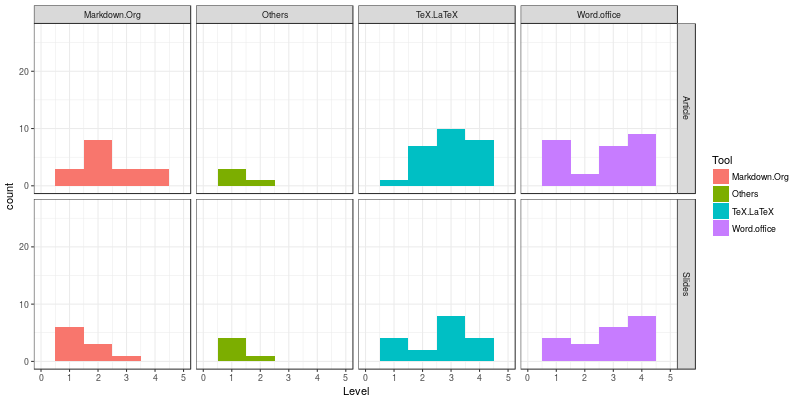 Markdown.Org Others TeX.LaTeX Word.office
20
10
0
Article
20
10
0
Slides
0 1 2 3 4 5 0 1 2 3 4 5 0 1 2 3 4 5 0 1 2 3 4 5
Level
count
Tool
Markdown.Org
Others
TeX.LaTeX
Word.office